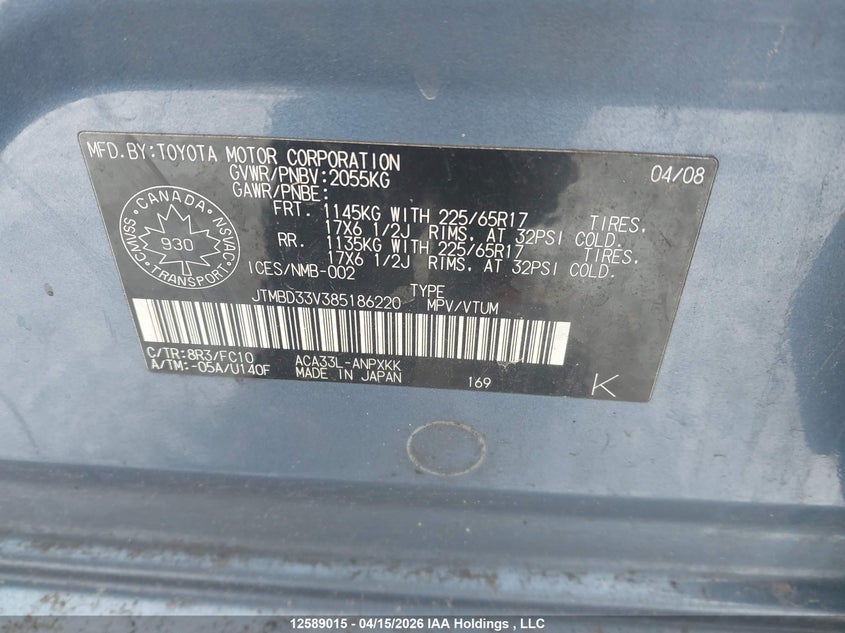 MFD.BY:TOYOTA MOTOR CORPORATION 04/08
GVWR/PNBV:2055KG
GAWR/PNBE:
FRT. 1145KG WITH 225/65R17 TIRES,
17X6 1/2J RIMS, AT 32PSI COLD.
RR. 1135KG WITH 225/65R17 TIRES,
17X6 1/2J RIMS, AT 32PSI COLD.
ICES/NMB-002
CANADA
CMVSS 930 NSVAC
TRANSPORT
TYPE
JTMBD33V385186220 MPV/VTUM
C/TR:8R3/FC10 ACA33L-ANPXKK
A/TM:-05A/U140F MADE IN JAPAN 169 K
12589015 - 04/15/2026 IAA Holdings , LLC